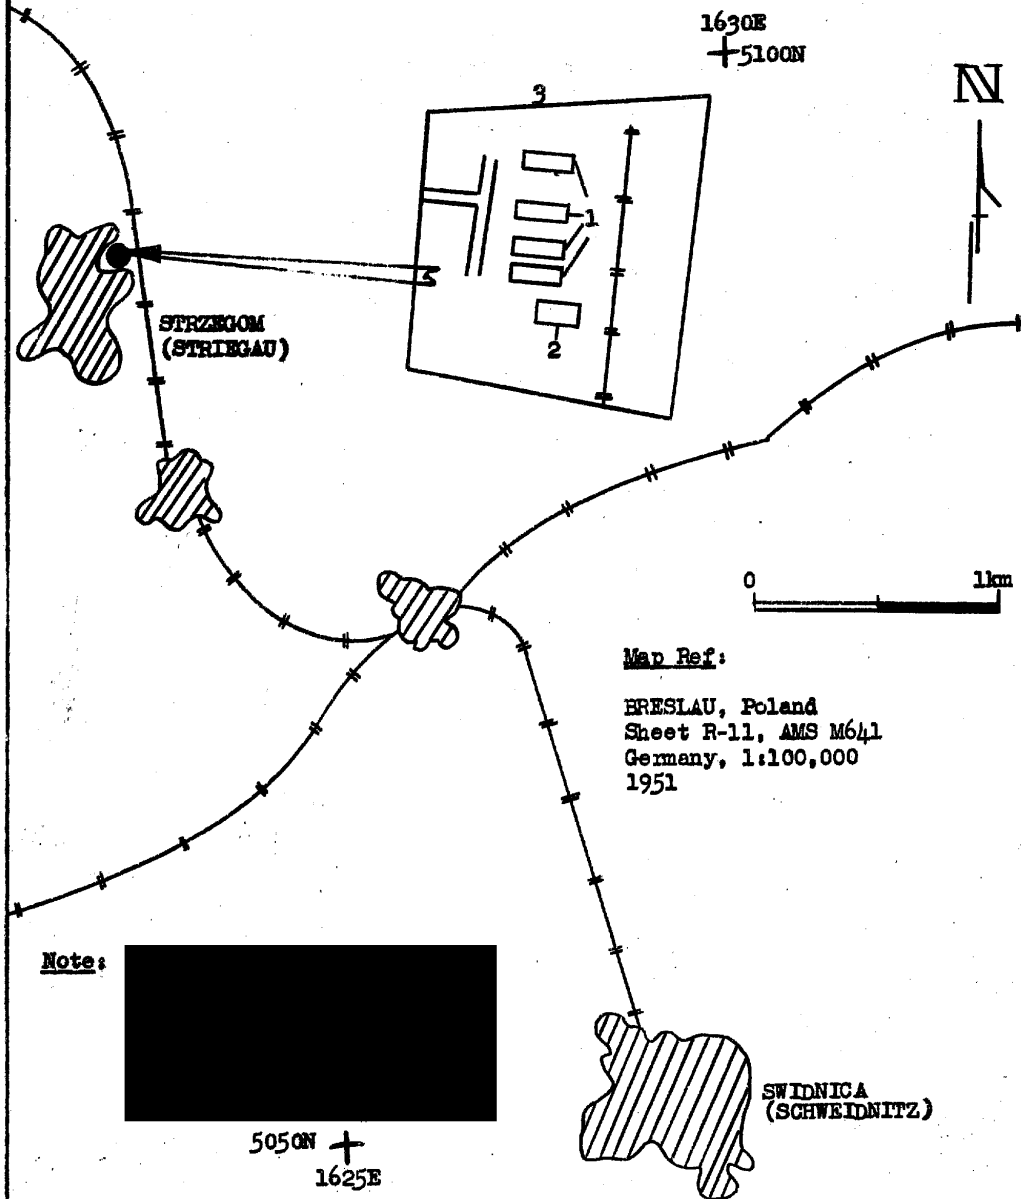 1630E
5100N
N
3
1
2
STRZEGOM
(STRIEGAU)
0 1km
Map Ref:
BRESLAU, Poland
Sheet R-11, AMS M641
Germany, 1:100,000
1951
Note:
SWIDNICA
(SCHWEIDNITZ)
5050N
1625E